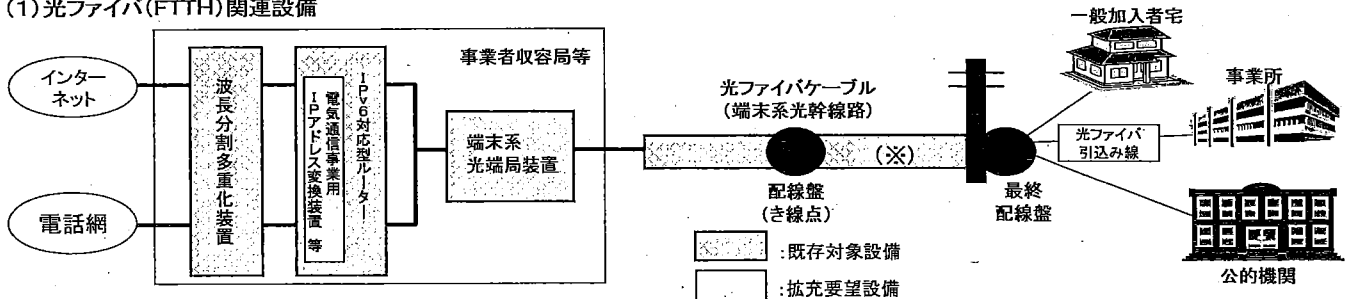 (1)光ファイバ(FTTH)関連設備
インターネット
電話網
波長分割多重化装置
IPv6対応型ルーター
電気通信事業用
IPアドレス変換装置 等
事業者収容局等
端末系
光端局装置
光ファイバケーブル
(端末系光幹線路)
(※)
配線盤
(き線点)
最終
配線盤
光ファイバ
引込み線
一般加入者宅
事業所
公的機関
:既存対象設備
:拡充要望設備